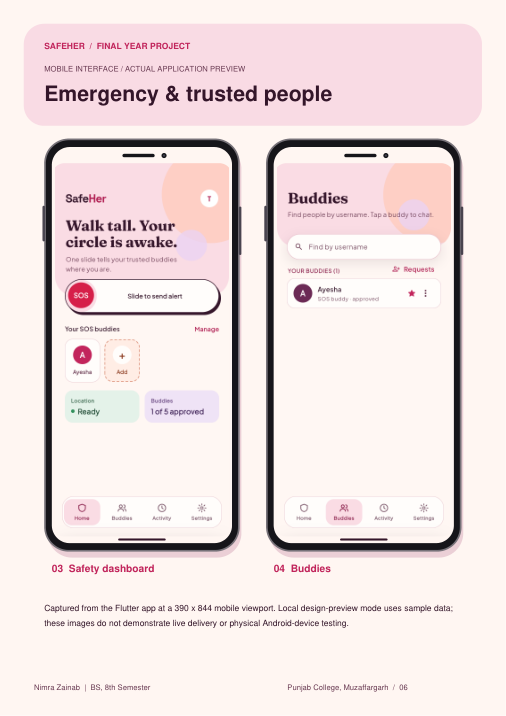 SAFEHER / FINAL YEAR PROJECT
MOBILE INTERFACE / ACTUAL APPLICATION PREVIEW
Emergency & trusted people
SafeHer
T
Walk tall. Your
circle is awake.
One slide tells your trusted buddies
where you are.
SOS
Slide to send alert
Your SOS buddies
Manage
A
+
Ayesha
Add
Location
Ready
Buddies
1 of 5 approved
Home
Buddies
Activity
Settings
03 Safety dashboard
Buddies
Find people by username. Tap a buddy to chat.
Find by username
YOUR BUDDIES (1)
Requests
A
Ayesha
SOS buddy · approved
Home
Buddies
Activity
Settings
04 Buddies
Captured from the Flutter app at a 390 x 844 mobile viewport. Local design-preview mode uses sample data;
these images do not demonstrate live delivery or physical Android-device testing.
Nimra Zainab | BS, 8th Semester
Punjab College, Muzaffargarh / 06